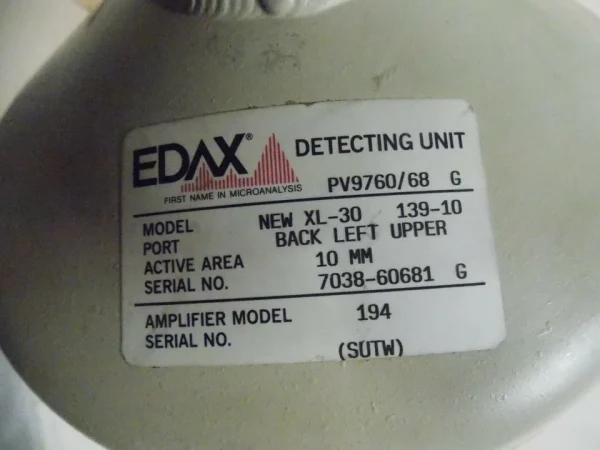 EDAX® DETECTING UNIT
FIRST NAME IN MICROANALYSIS PV9760/68 G
MODEL NEW XL-30 139-10
PORT BACK LEFT UPPER
ACTIVE AREA 10 MM
SERIAL NO. 7038-60681 G
AMPLIFIER MODEL 194
SERIAL NO.
(SUTW)